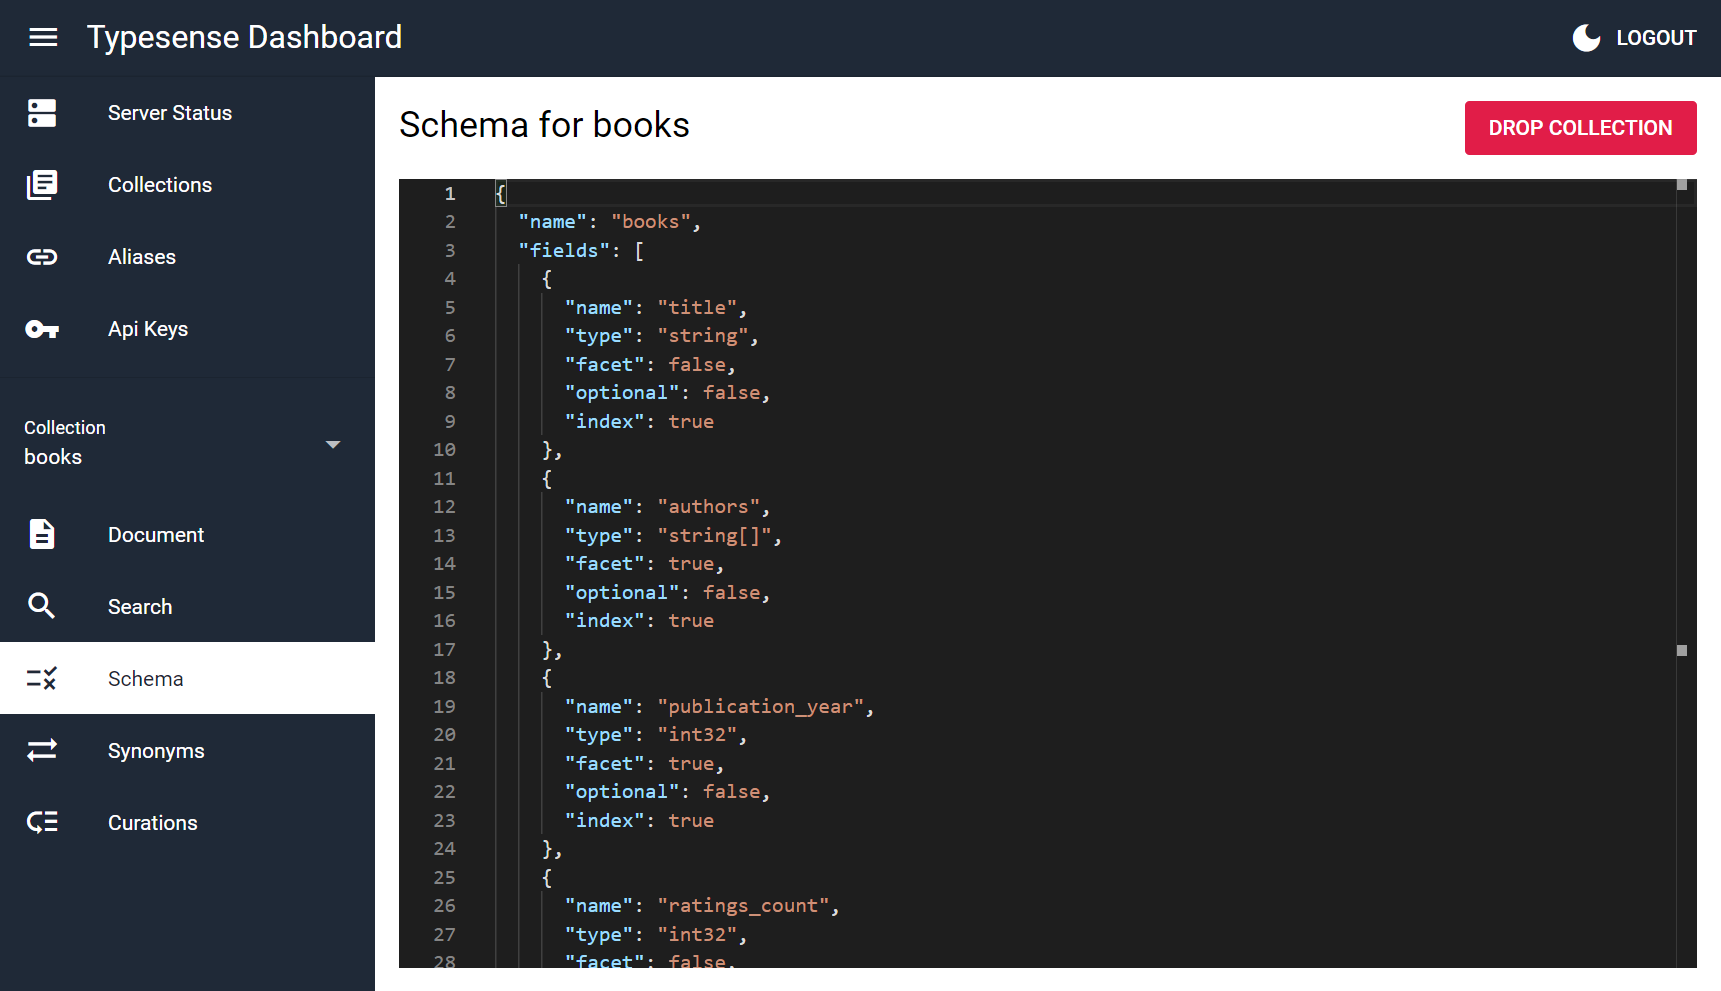 Typesense Dashboard
LOGOUT
Server Status
Collections
Aliases
Api Keys
Collection
books
Document
Search
Schema
Synonyms
Curations
Schema for books
DROP COLLECTION
1 {
2 "name": "books",
3 "fields": [
4 {
5 "name": "title",
6 "type": "string",
7 "facet": false,
8 "optional": false,
9 "index": true
10 },
11 {
12 "name": "authors",
13 "type": "string[]",
14 "facet": true,
15 "optional": false,
16 "index": true
17 },
18 {
19 "name": "publication_year",
20 "type": "int32",
21 "facet": true,
22 "optional": false,
23 "index": true
24 },
25 {
26 "name": "ratings_count",
27 "type": "int32",
28 "facet": false,